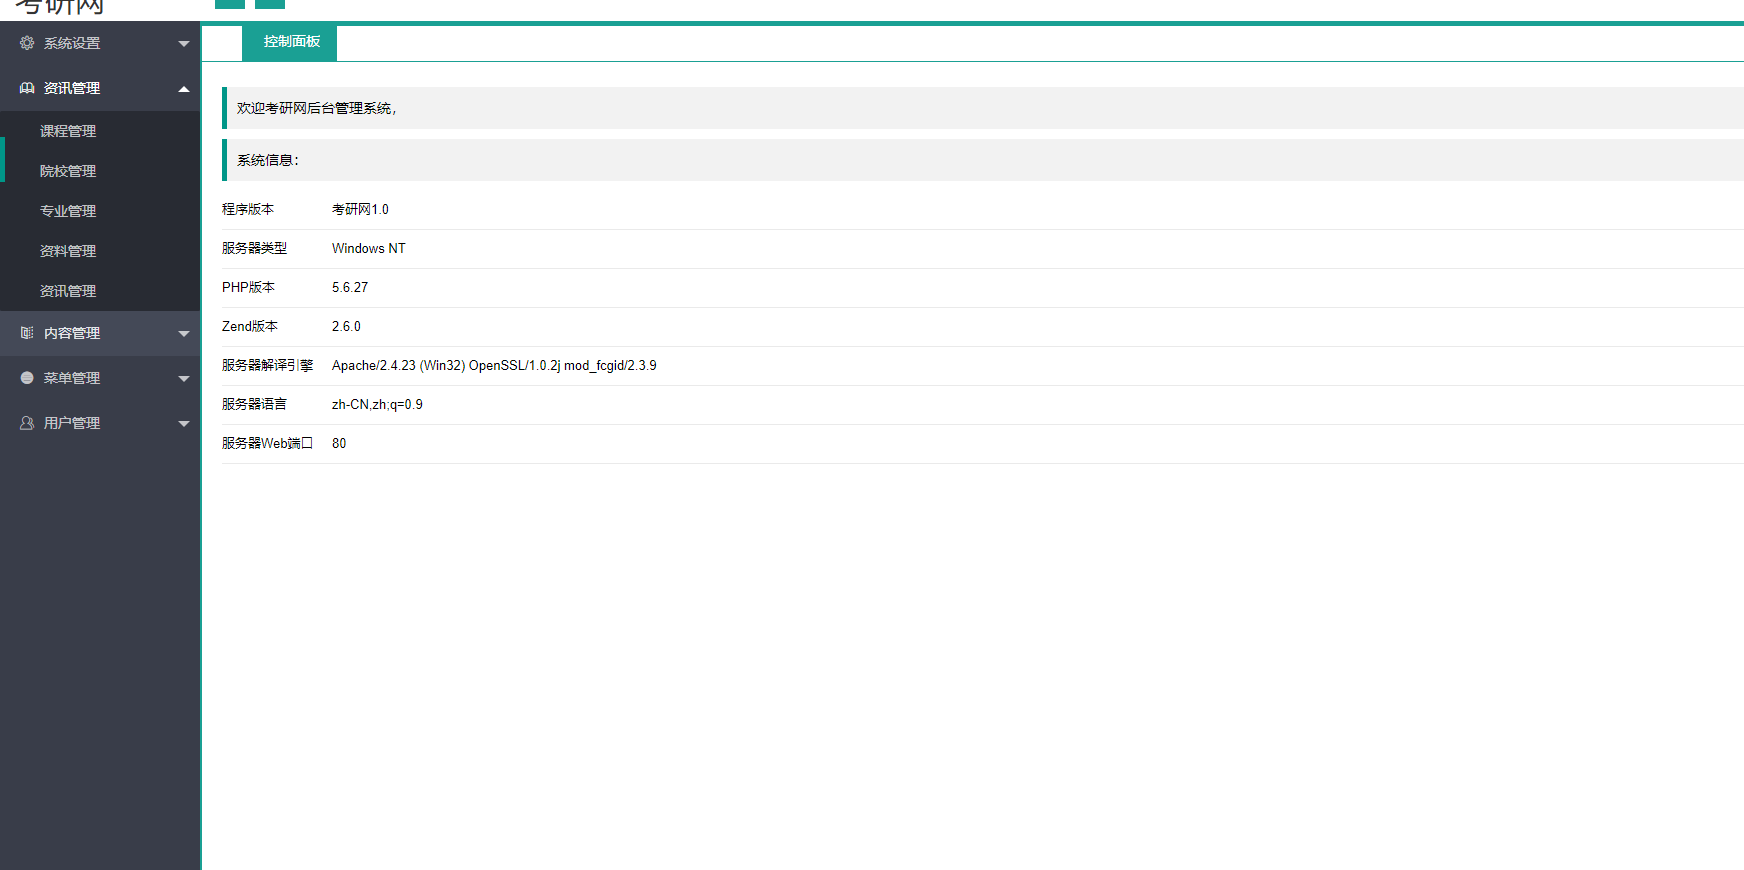 考研网
系统设置
资讯管理
课程管理
院校管理
专业管理
资料管理
资讯管理
内容管理
菜单管理
用户管理
控制面板
欢迎考研网后台管理系统，
系统信息：
程序版本 考研网1.0
服务器类型 Windows NT
PHP版本 5.6.27
Zend版本 2.6.0
服务器解译引擎 Apache/2.4.23 (Win32) OpenSSL/1.0.2j mod_fcgid/2.3.9
服务器语言 zh-CN,zh;q=0.9
服务器Web端口 80